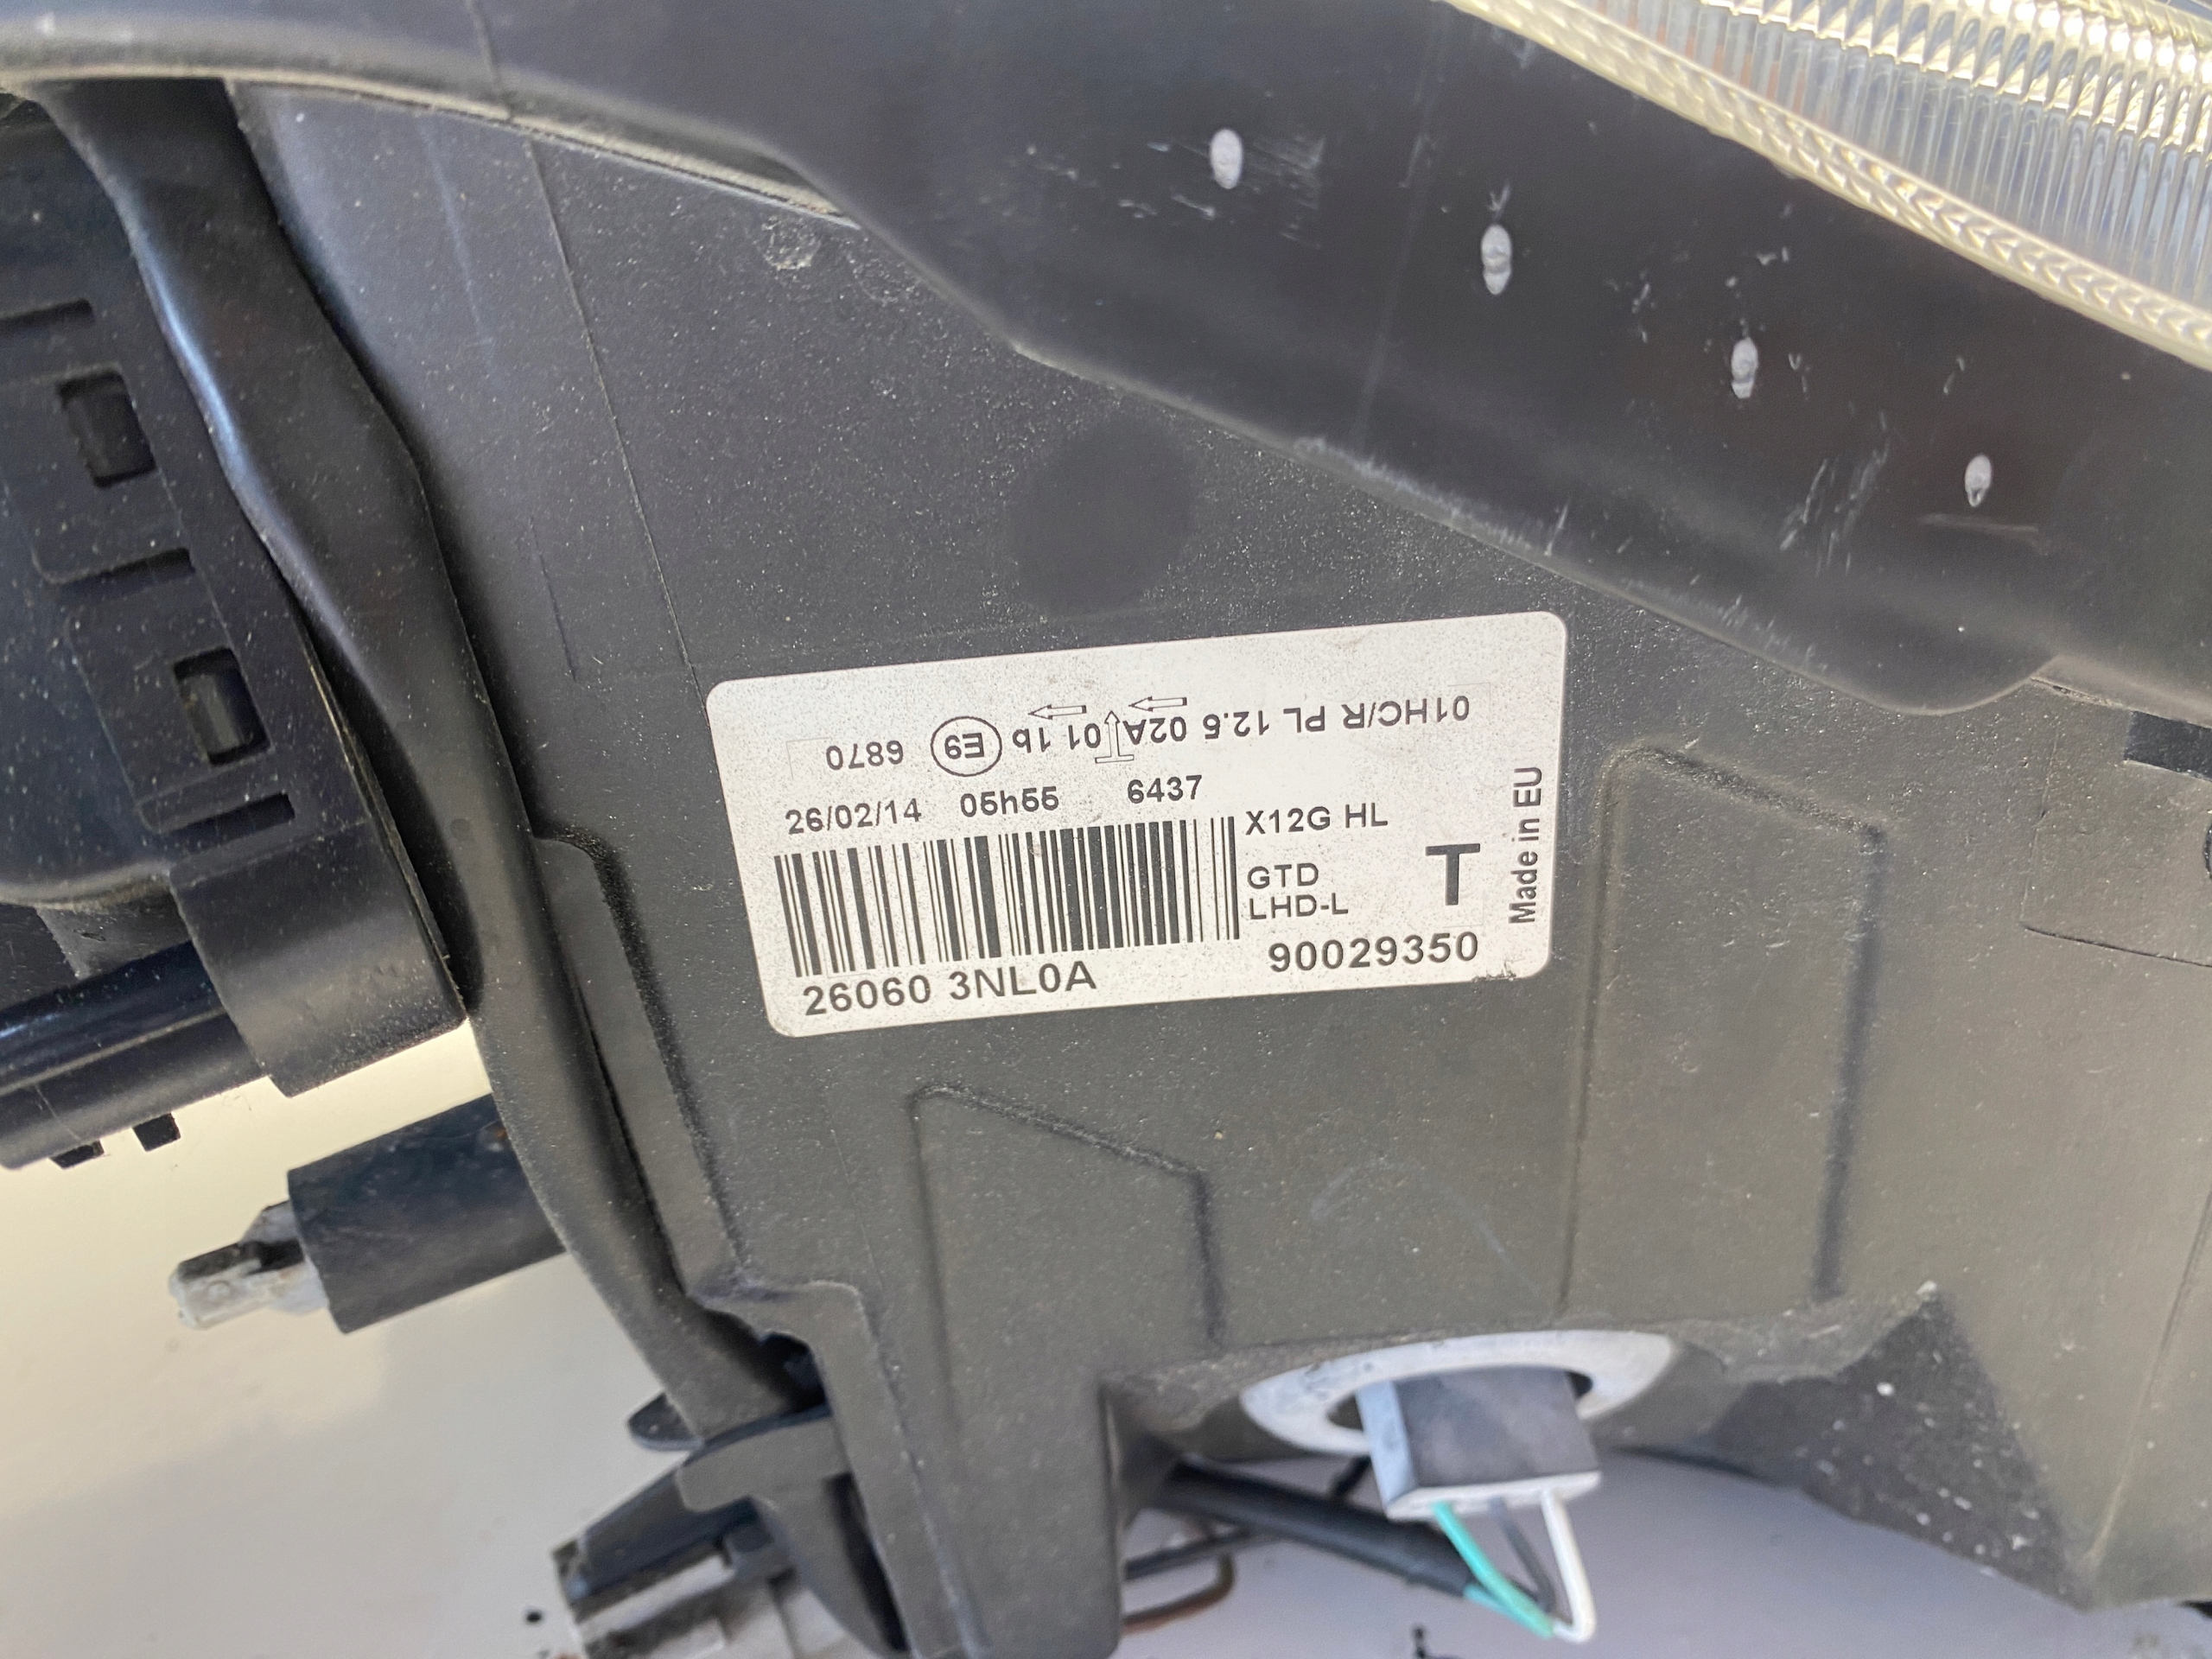 01HC/R PL 12.5 02A 01 1b E9 6870
26/02/14 05h55 6437
X12G HL
GTD
LHD-L
T
Made in EU
26060 3NL0A
90029350